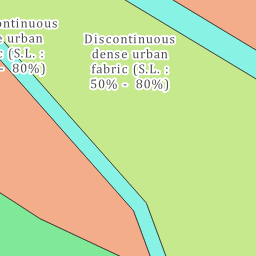 ontinuous
e urban
c (S.L. :
- 80%)
Discontinuous
dense urban
fabric (S.L. :
50% - 80%)